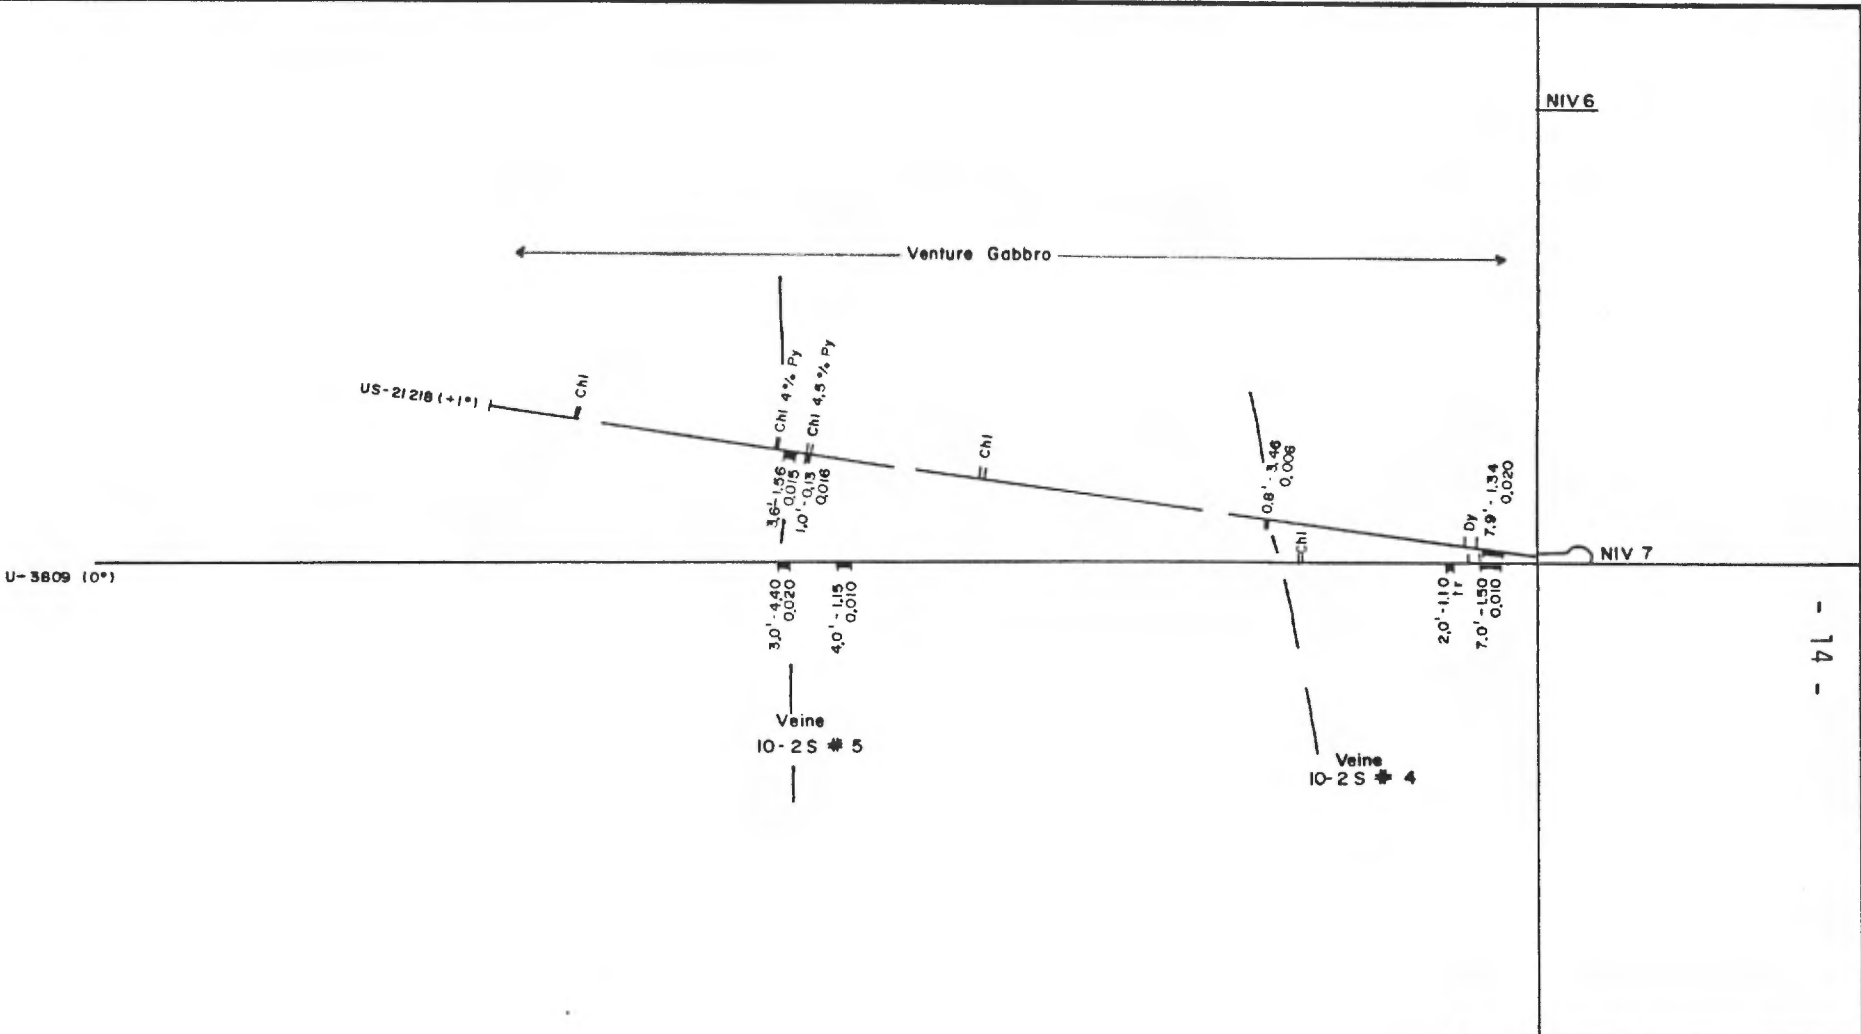 NIV 6
Venture Gabbro
US-21218 (+1°)
Chl
Chl 4 % Py
Chl 4,5 % Py
Chl
3,6'-1.56
0,015
1,0'-0,13
0,016
0,8'-3,46
0,006
Chl
Dy
7,9'-1.34
0,020
NIV 7
U-3809 (0°)
3,0'-4,40
0,020
4,0'-1,15
0,010
2,0'-1,10
tr
7,0'-1,50
0,010
- 14 -
Veine
10-2S # 5
Veine
10-2S # 4